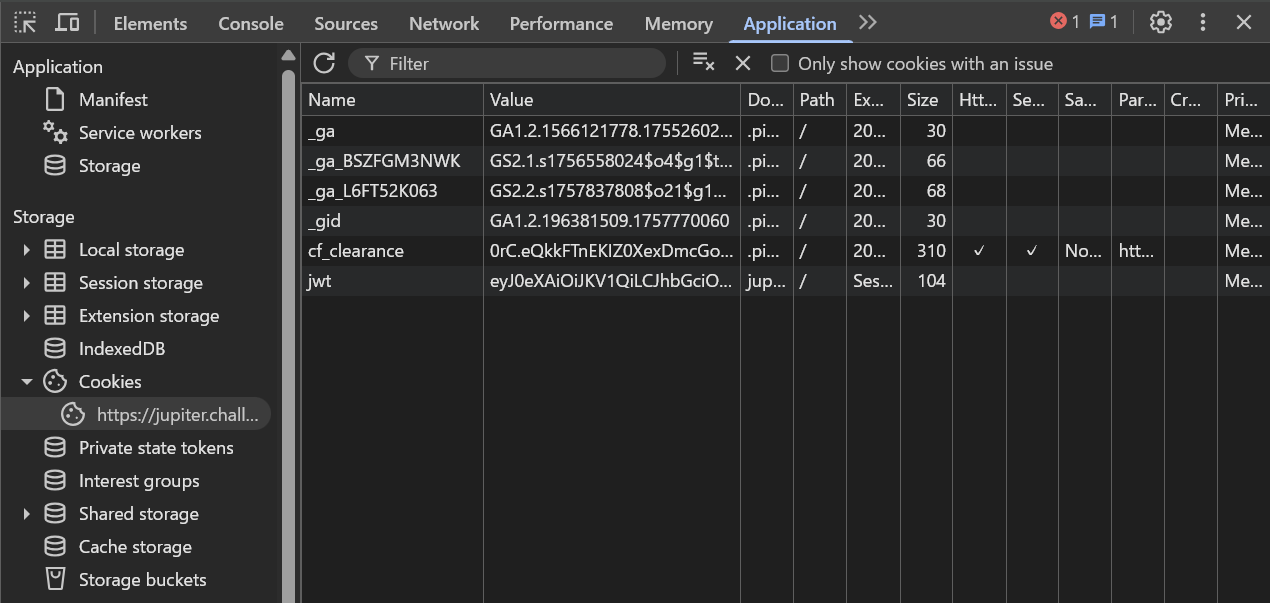 Elements Console Sources Network Performance Memory Application 1 1
Application
Manifest
Service workers
Storage
Storage
Local storage
Session storage
Extension storage
IndexedDB
Cookies
https://jupiter.chall...
Private state tokens
Interest groups
Shared storage
Cache storage
Storage buckets
Filter Only show cookies with an issue
Name Value Do... Path Ex... Size Htt... Se... Sa... Par... Cr... Pri...
_ga GA1.2.1566121778.17552602... .pi... / 20... 30 Me...
_ga_BSZFGM3NWK GS2.1.s1756558024$o4$g1$t... .pi... / 20... 66 Me...
_ga_L6FT52K063 GS2.2.s1757837808$o21$g1... .pi... / 20... 68 Me...
_gid GA1.2.196381509.1757770060 .pi... / 20... 30 Me...
cf_clearance 0rC.eQkkFTnEKIZ0XexDmcGo... .pi... / 20... 310 ✓ ✓ No... htt... Me...
jwt eyJ0eXAiOiJKV1QiLCJhbGciO... jup... / Ses... 104 Me...